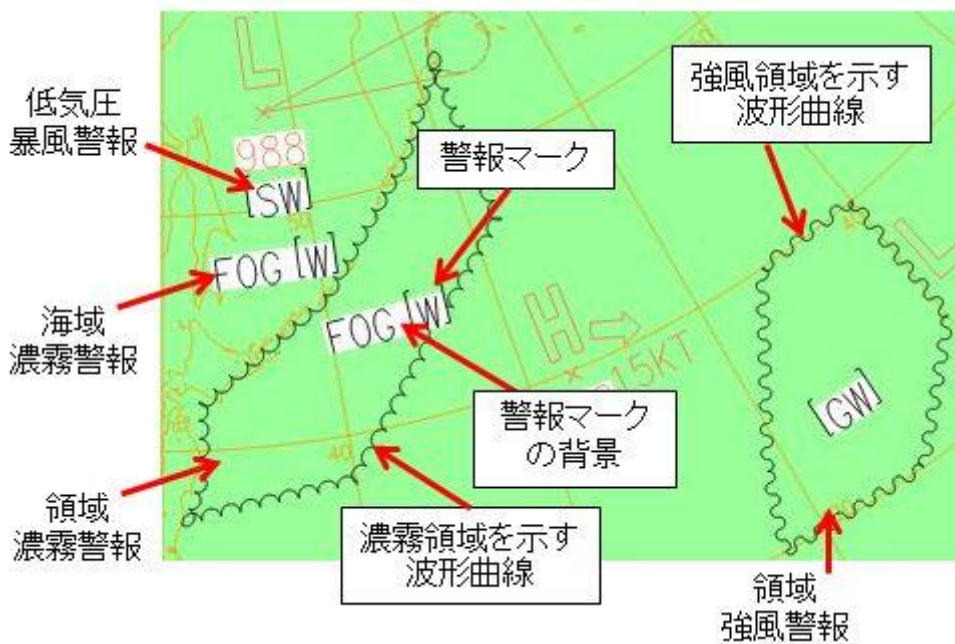 低気圧
暴風警報
L
988
[SW]
50
FOG [W]
海域
濃霧警報
警報マーク
強風領域を示す
波形曲線
L
FOG [W]
H
15KT
[GW]
警報マーク
の背景
40
領域
濃霧警報
濃霧領域を示す
波形曲線
領域
強風警報